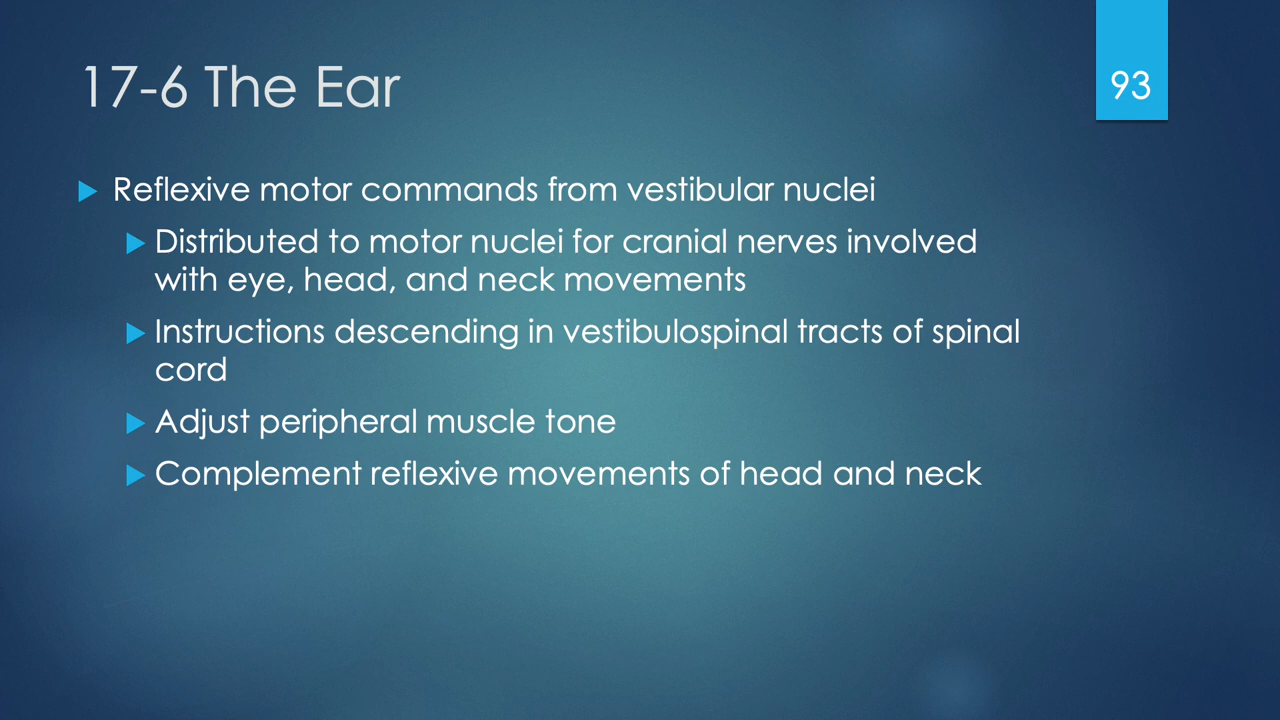 17-6 The Ear
93
Reflexive motor commands from vestibular nuclei
Distributed to motor nuclei for cranial nerves involved
with eye, head, and neck movements
Instructions descending in vestibulospinal tracts of spinal
cord
Adjust peripheral muscle tone
Complement reflexive movements of head and neck